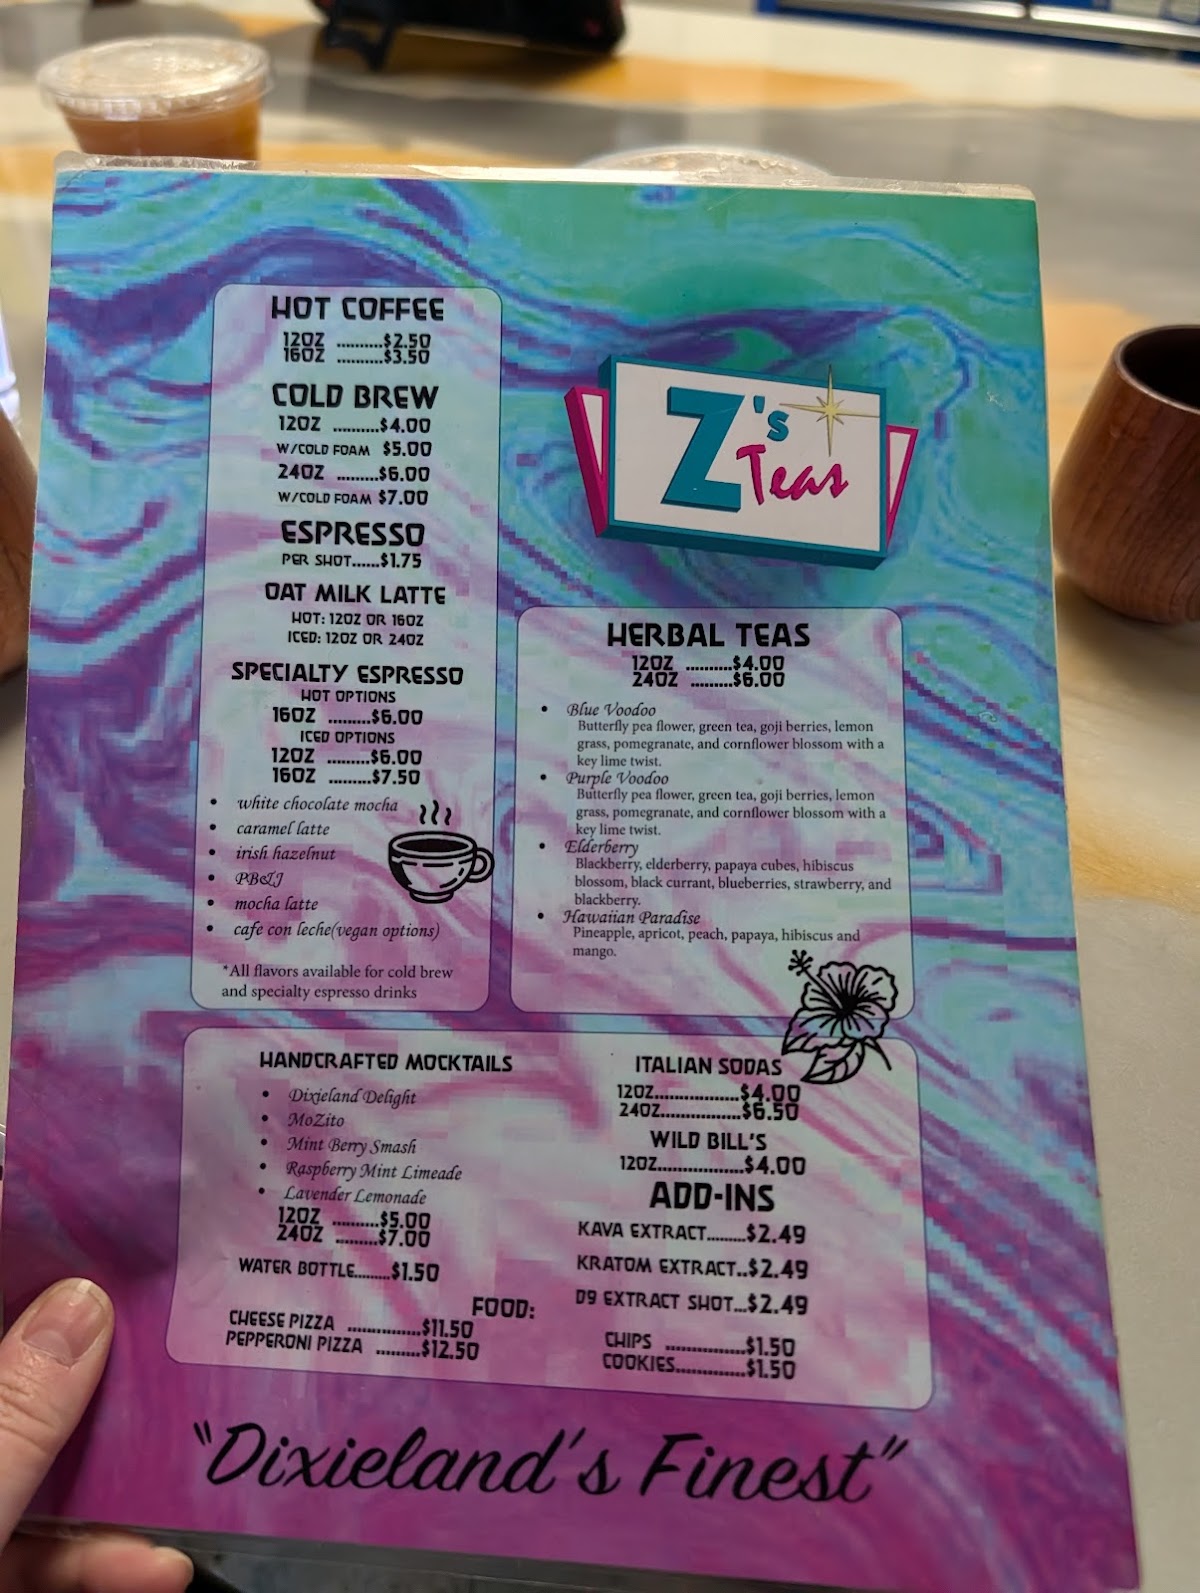 HOT COFFEE
12OZ ..........$2.50
16OZ ..........$3.50
COLD BREW
12OZ ..........$4.00
W/COLD FOAM $5.00
24OZ ..........$6.00
W/COLD FOAM $7.00
ESPRESSO
PER SHOT......$1.75
OAT MILK LATTE
HOT: 12OZ OR 16OZ
ICED: 12OZ OR 24OZ
SPECIALTY ESPRESSO
HOT OPTIONS
16OZ .........$6.00
ICED OPTIONS
12OZ ..........$6.00
16OZ ..........$7.50
• white chocolate mocha
• caramel latte
• irish hazelnut
• PB&J
• mocha latte
• cafe con leche(vegan options)
*All flavors available for cold brew
and specialty espresso drinks
Z's
Teas
HERBAL TEAS
12OZ ..........$4.00
24OZ ..........$6.00
• Blue Voodoo
Butterfly pea flower, green tea, goji berries, lemon
grass, pomegranate, and cornflower blossom with a
key lime twist.
• Purple Voodoo
Butterfly pea flower, green tea, goji berries, lemon
grass, pomegranate, and cornflower blossom with a
key lime twist.
• Elderberry
Blackberry, elderberry, papaya cubes, hibiscus
blossom, black currant, blueberries, strawberry, and
blackberry.
• Hawaiian Paradise
Pineapple, apricot, peach, papaya, hibiscus and
mango.
HANDCRAFTED MOCKTAILS
• Dixieland Delight
• MoZito
• Mint Berry Smash
• Raspberry Mint Limeade
• Lavender Lemonade
12OZ ..........$5.00
24OZ .........$7.00
WATER BOTTLE........$1.50
ITALIAN SODAS
12OZ..................$4.00
24OZ.................$6.50
WILD BILL'S
12OZ..................$4.00
ADD-INS
KAVA EXTRACT.........$2.49
KRATOM EXTRACT..$2.49
D9 EXTRACT SHOT...$2.49
FOOD:
CHEESE PIZZA ...............$11.50
PEPPERONI PIZZA .........$12.50
CHIPS .................$1.50
COOKIES...............$1.50
"Dixieland's Finest"